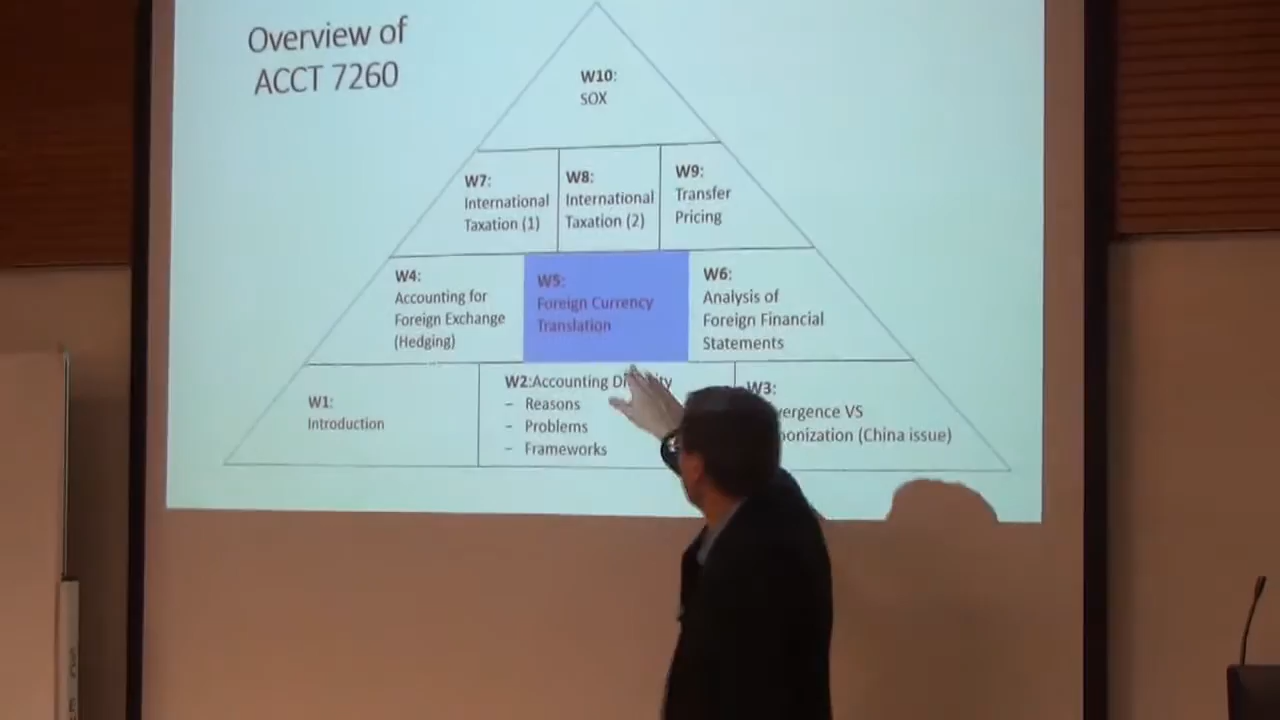 Overview of
ACCT 7260
W10:
SOX
W7:
International
Taxation (1)
W8:
International
Taxation (2)
W9:
Transfer
Pricing
W4:
Accounting for
Foreign Exchange
(Hedging)
W5:
Foreign Currency
Translation
W6:
Analysis of
Foreign Financial
Statements
W1:
Introduction
W2:Accounting
– Reasons
– Problems
– Frameworks
W3:
VS
(China issue)